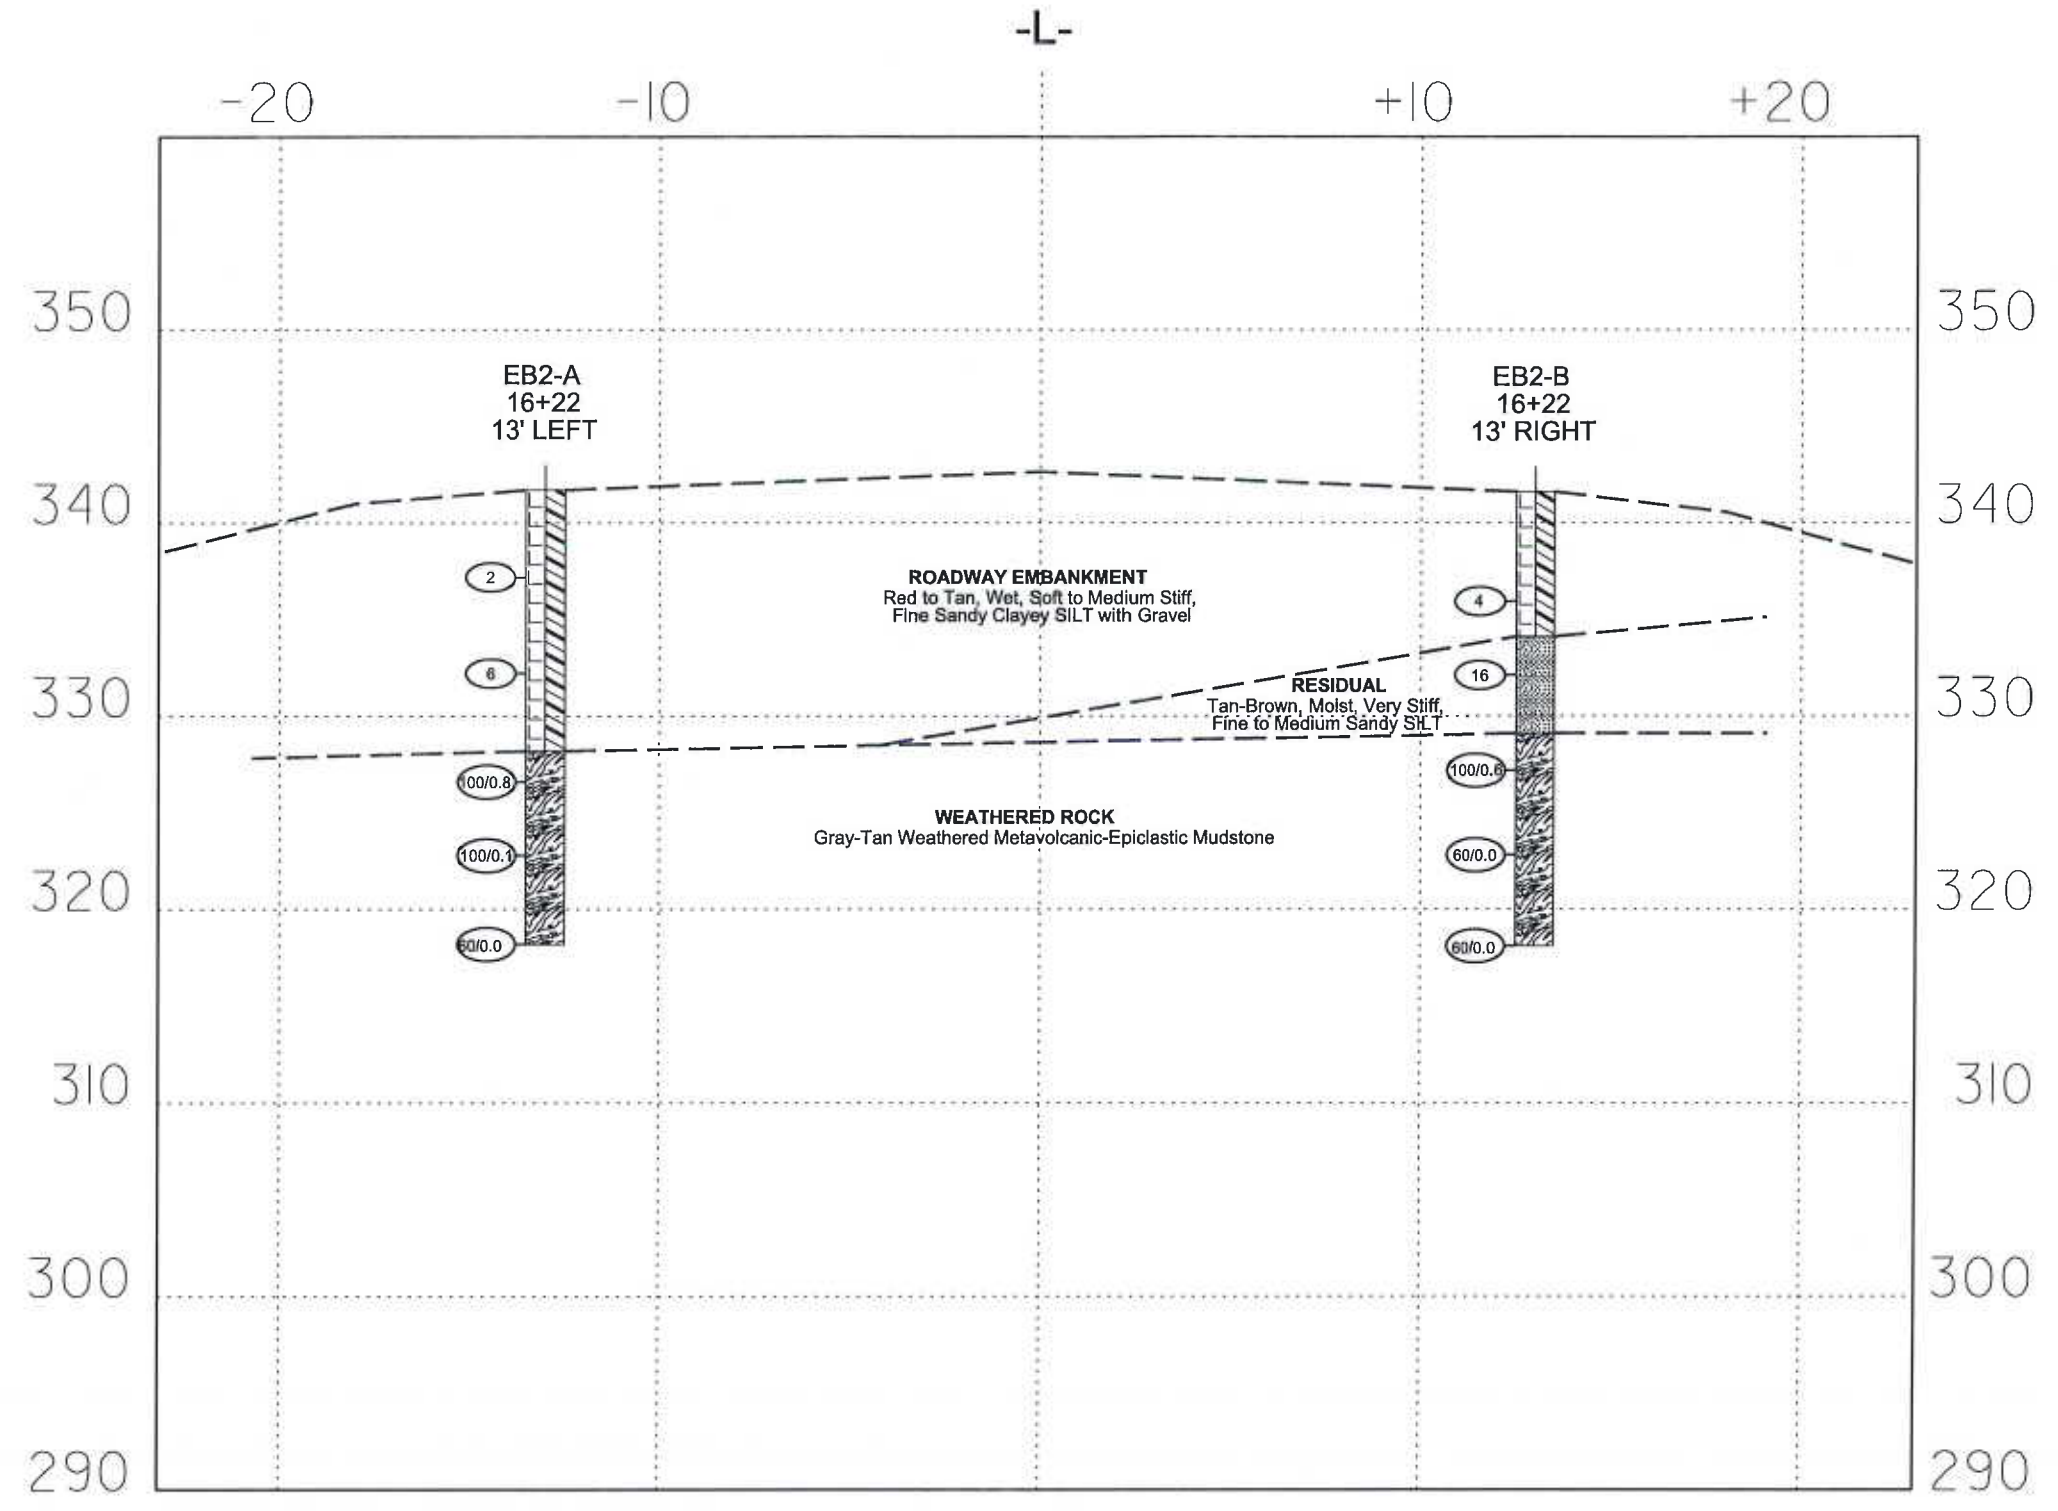 -L-
-20 -10 +10 +20
350 350
EB2-A
16+22
13' LEFT
EB2-B
16+22
13' RIGHT
340 340
2
ROADWAY EMBANKMENT
Red to Tan, Wet, Soft to Medium Stiff,
Fine Sandy Clayey SILT with Gravel
4
6
16
RESIDUAL
Tan-Brown, Moist, Very Stiff,
Fine to Medium Sandy SILT
330 330
100/0.8
100/0.6
WEATHERED ROCK
Gray-Tan Weathered Metavolcanic-Epiclastic Mudstone
100/0.1
60/0.0
320 320
60/0.0
60/0.0
310 310
300 300
290 290